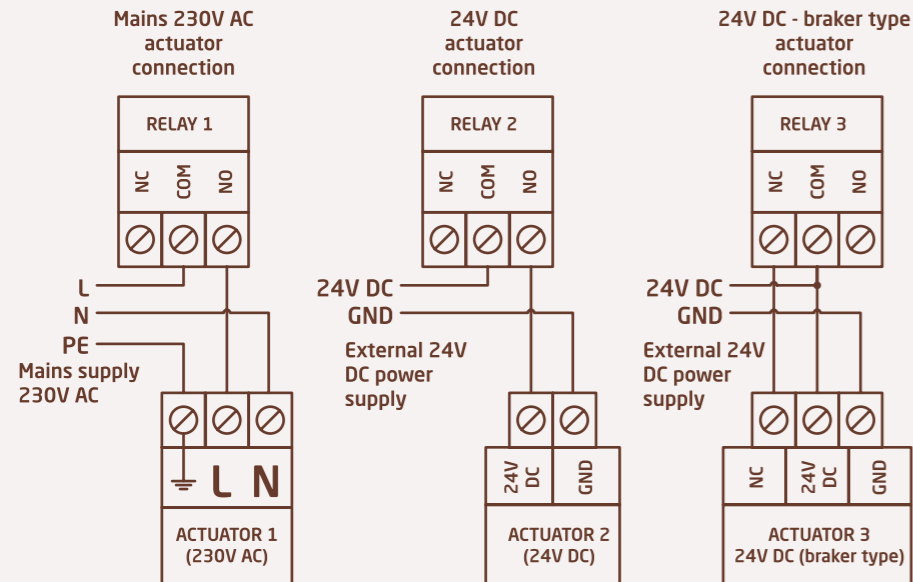 Mains 230V AC
actuator
connection
RELAY 1
NC COM NO
L
N
PE
Mains supply
230V AC
L N
ACTUATOR 1
(230V AC)
24V DC
actuator
connection
RELAY 2
NC COM NO
24V DC
GND
External 24V
DC power
supply
24V
DC
GND
ACTUATOR 2
(24V DC)
24V DC - braker type
actuator
connection
RELAY 3
NC COM NO
24V DC
GND
External 24V
DC power
supply
NC
24V
DC
GND
ACTUATOR 3
24V DC (braker type)